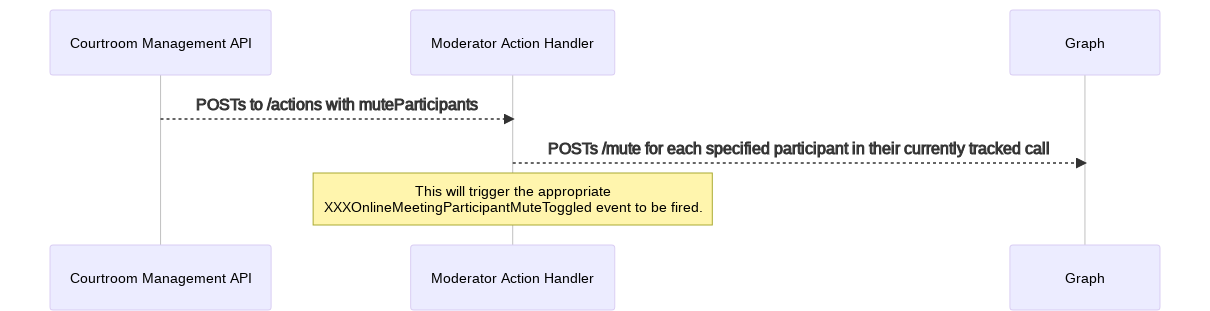 Courtroom Management API
Moderator Action Handler
Graph
POSTs to /actions with muteParticipants
POSTs /mute for each specified participant in their currently tracked call
This will trigger the appropriate
XXXOnlineMeetingParticipantMuteToggled event to be fired.
Courtroom Management API
Moderator Action Handler
Graph